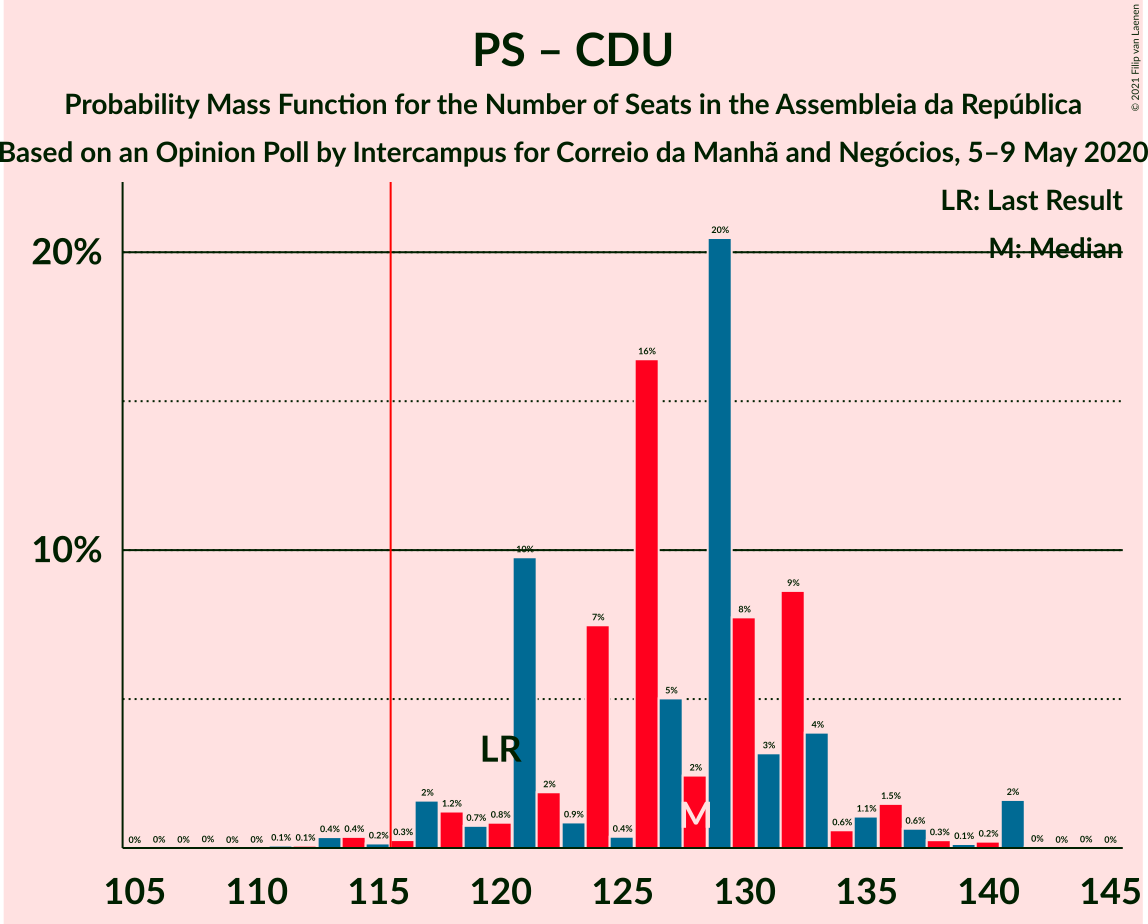 PS – CDU
Probability Mass Function for the Number of Seats in the Assembleia da República
Based on an Opinion Poll by Intercampus for Correio da Manhã and Negócios, 5–9 May 2020
© 2021 Filip van Laenen
LR: Last Result
M: Median
20%
10%
0% 0% 0% 0% 0% 0% 0.1% 0.1% 0.4% 0.4% 0.2% 0.3% 2% 1.2% 0.7% 0.8% 10% 2% 0.9% 7% 0.4% 16% 5% 2% 20% 8% 3% 9% 4% 0.6% 1.1% 1.5% 0.6% 0.3% 0.1% 0.2% 2% 0% 0% 0% 0%
LR
M
105 110 115 120 125 130 135 140 145